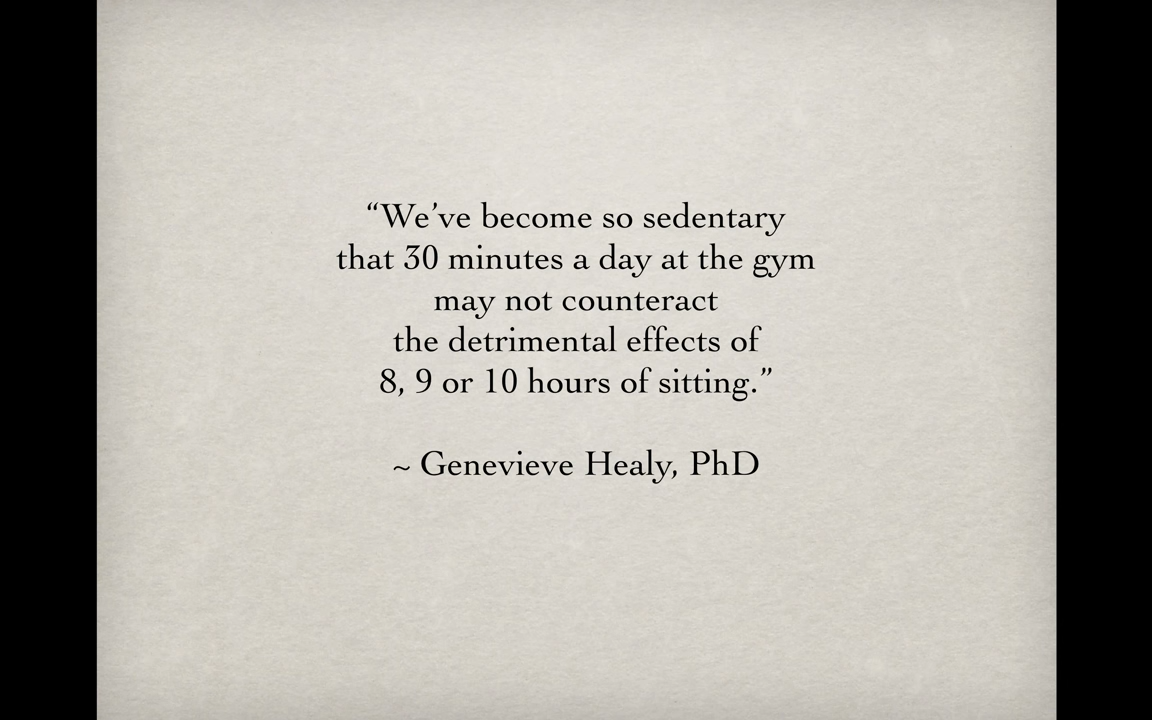 “We’ve become so sedentary
that 30 minutes a day at the gym
may not counteract
the detrimental effects of
8, 9 or 10 hours of sitting.”
~ Genevieve Healy, PhD